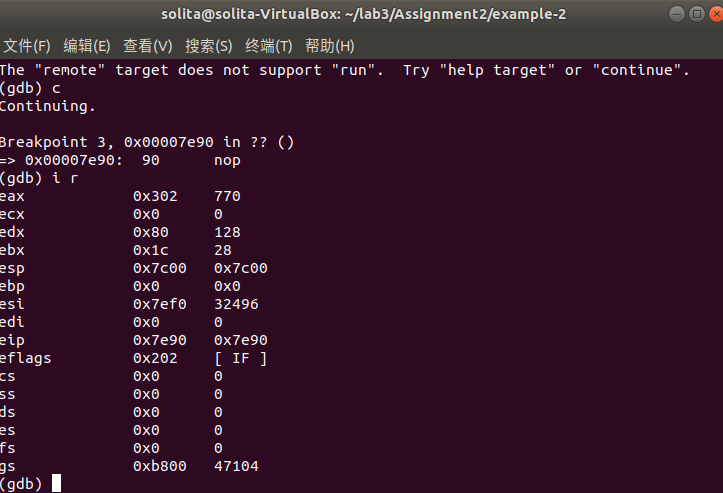 solita@solita-VirtualBox: ~/lab3/Assignment2/example-2
文件(F) 编辑(E) 查看(V) 搜索(S) 终端(T) 帮助(H)
The "remote" target does not support "run".  Try "help target" or "continue".
(gdb) c
Continuing.

Breakpoint 3, 0x00007e90 in ?? ()
=> 0x00007e90:  90      nop
(gdb) i r
eax            0x302    770
ecx            0x0      0
edx            0x80     128
ebx            0x1c     28
esp            0x7c00   0x7c00
ebp            0x0      0x0
esi            0x7ef0   32496
edi            0x0      0
eip            0x7e90   0x7e90
eflags         0x202    [ IF ]
cs             0x0      0
ss             0x0      0
ds             0x0      0
es             0x0      0
fs             0x0      0
gs             0xb800   47104
(gdb)